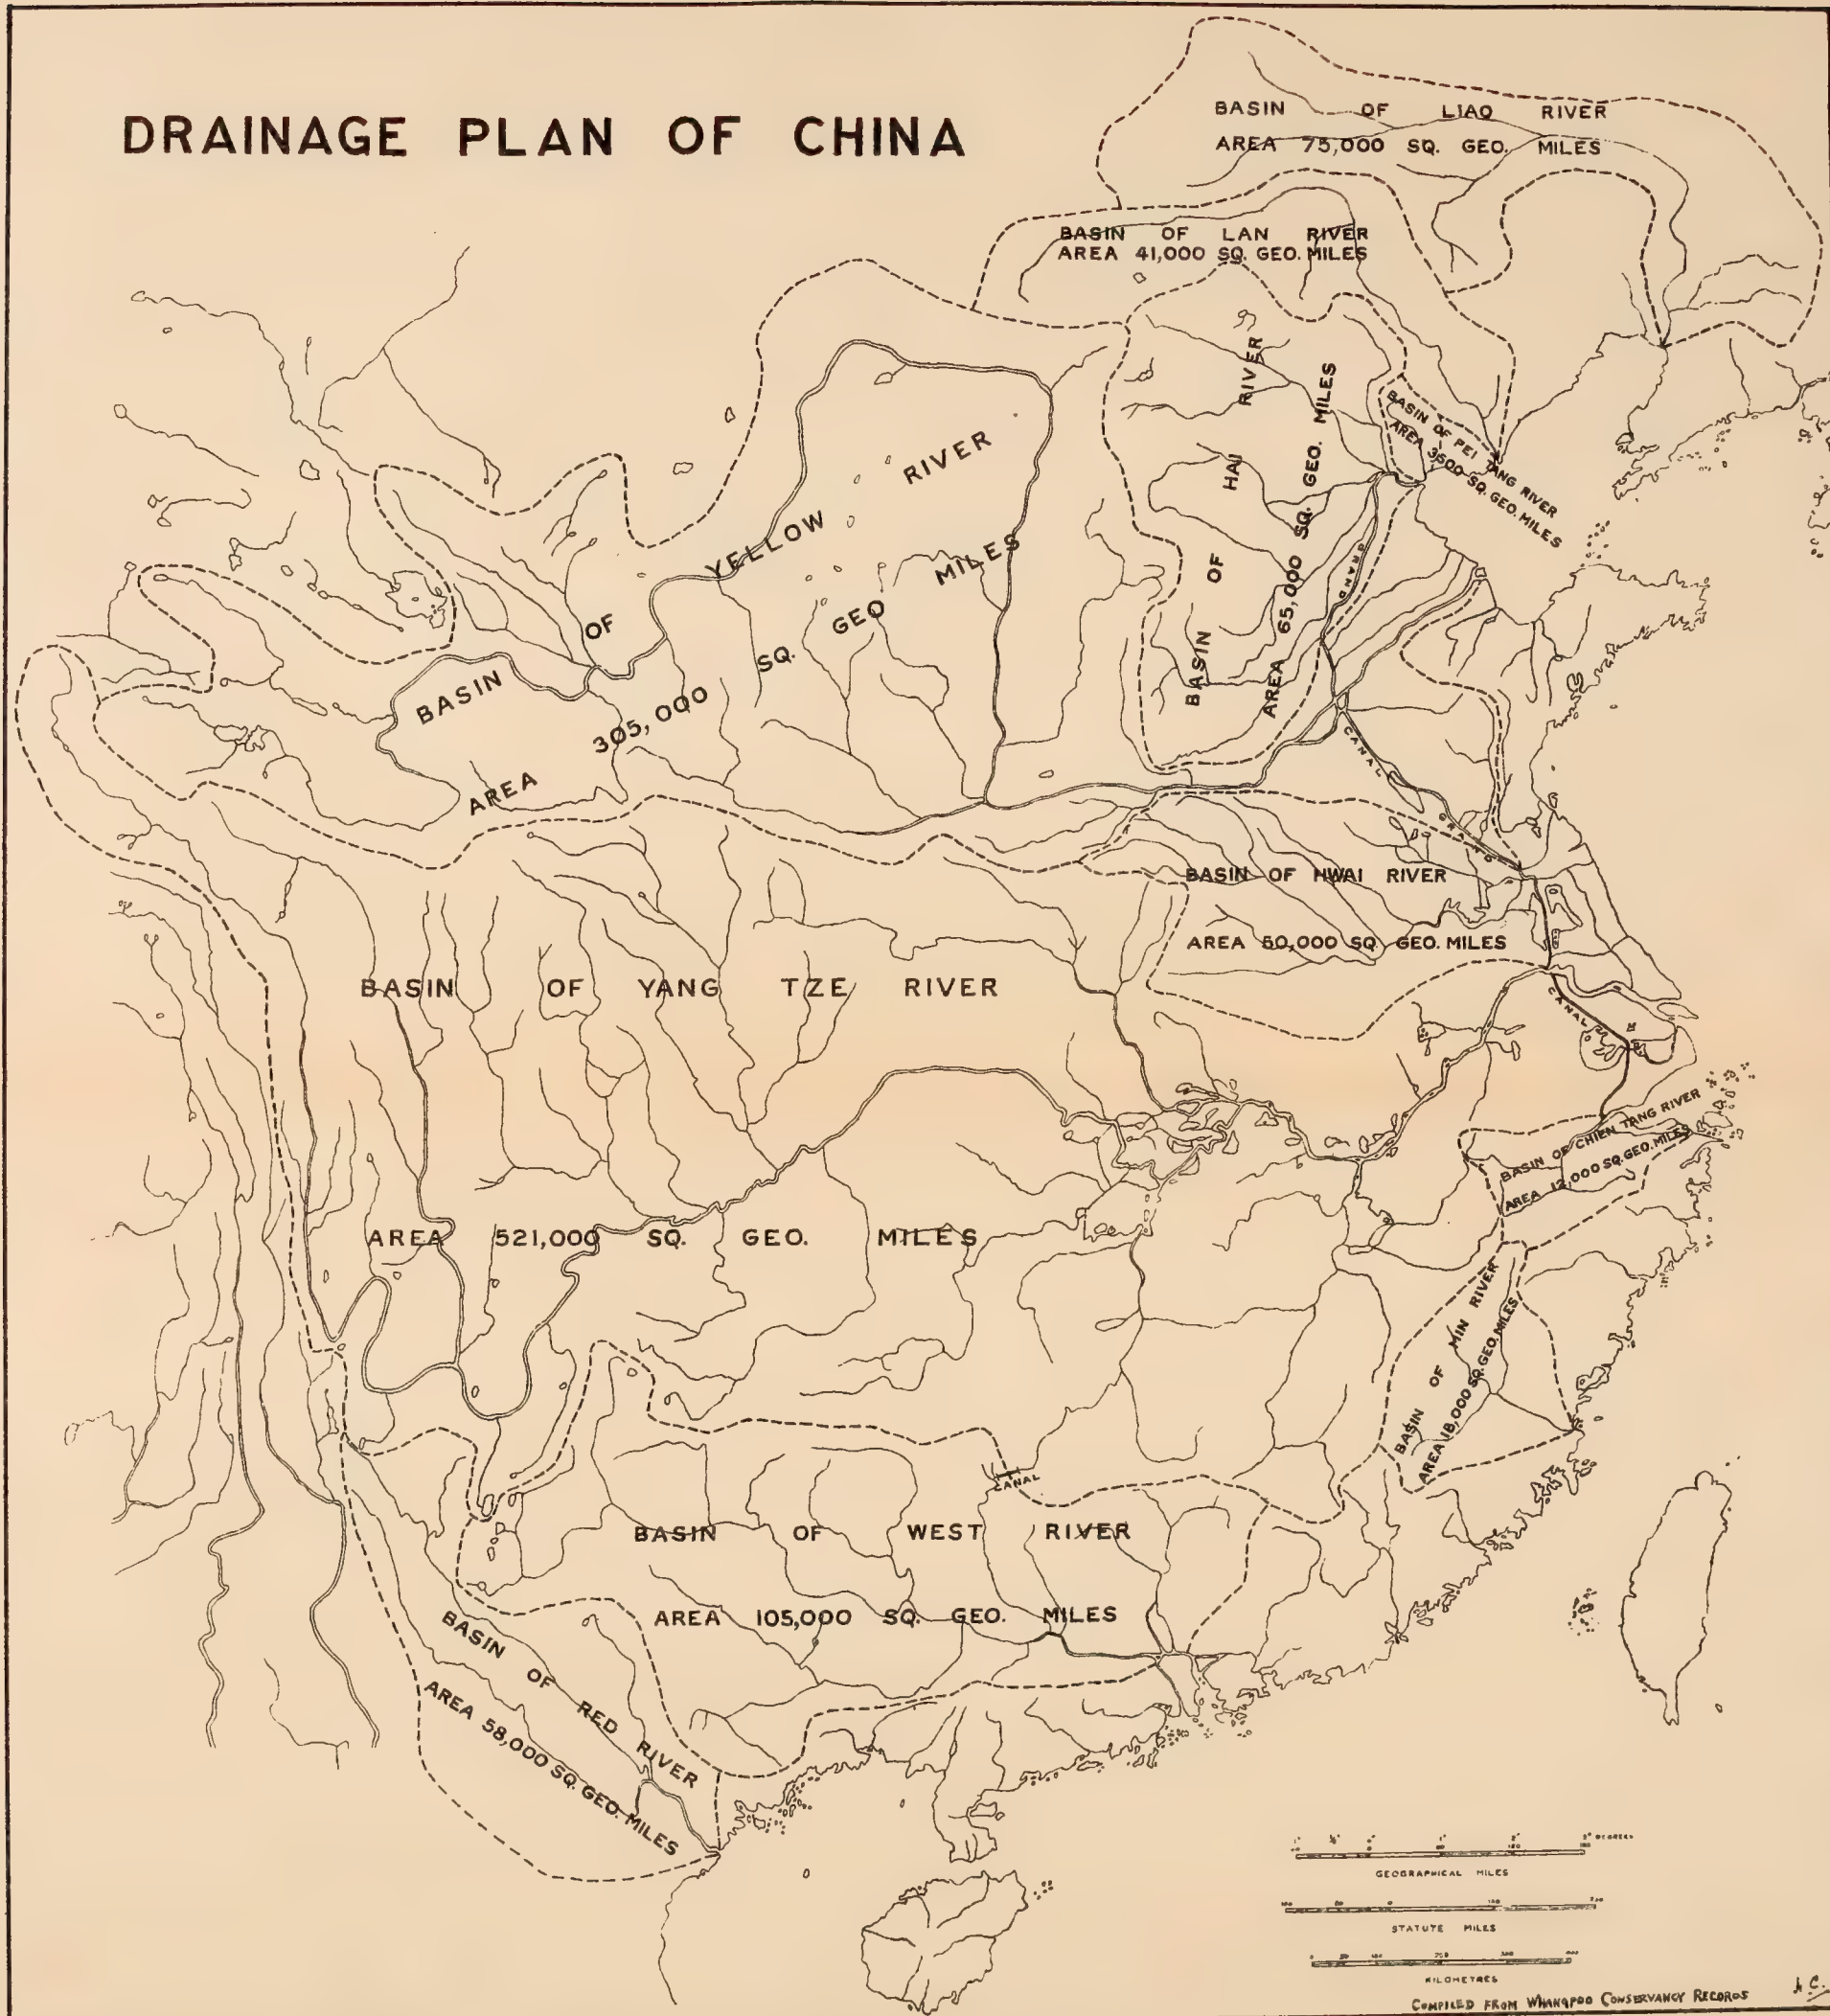 DRAINAGE PLAN OF CHINA
BASIN OF LIAO RIVER
AREA 75,000 SQ. GEO. MILES
BASIN OF LAN RIVER
AREA 41,000 SQ. GEO. MILES
BASIN OF PEI TANG RIVER
AREA 3500 SQ. GEO. MILES
BASIN OF HAI RIVER
AREA 65,000 SQ. GEO. MILES
BASIN OF YELLOW RIVER
AREA 305,000 SQ. GEO MILES
GRAND
CANAL
GRAND
BASIN OF HWAI RIVER
AREA 50,000 SQ. GEO. MILES
CANAL
BASIN OF YANG TZE RIVER
AREA 521,000 SQ. GEO. MILES
BASIN OF CHIEN TANG RIVER
AREA 12,000 SQ. GEO. MILES
BASIN OF MIN RIVER
AREA 18,000 SQ. GEO. MILES
CANAL
BASIN OF WEST RIVER
AREA 105,000 SQ. GEO. MILES
BASIN OF RED RIVER
AREA 58,000 SQ. GEO. MILES
DEGREES
GEOGRAPHICAL MILES
STATUTE MILES
KILOMETRES
COMPILED FROM WHANGPOO CONSERVANCY RECORDS